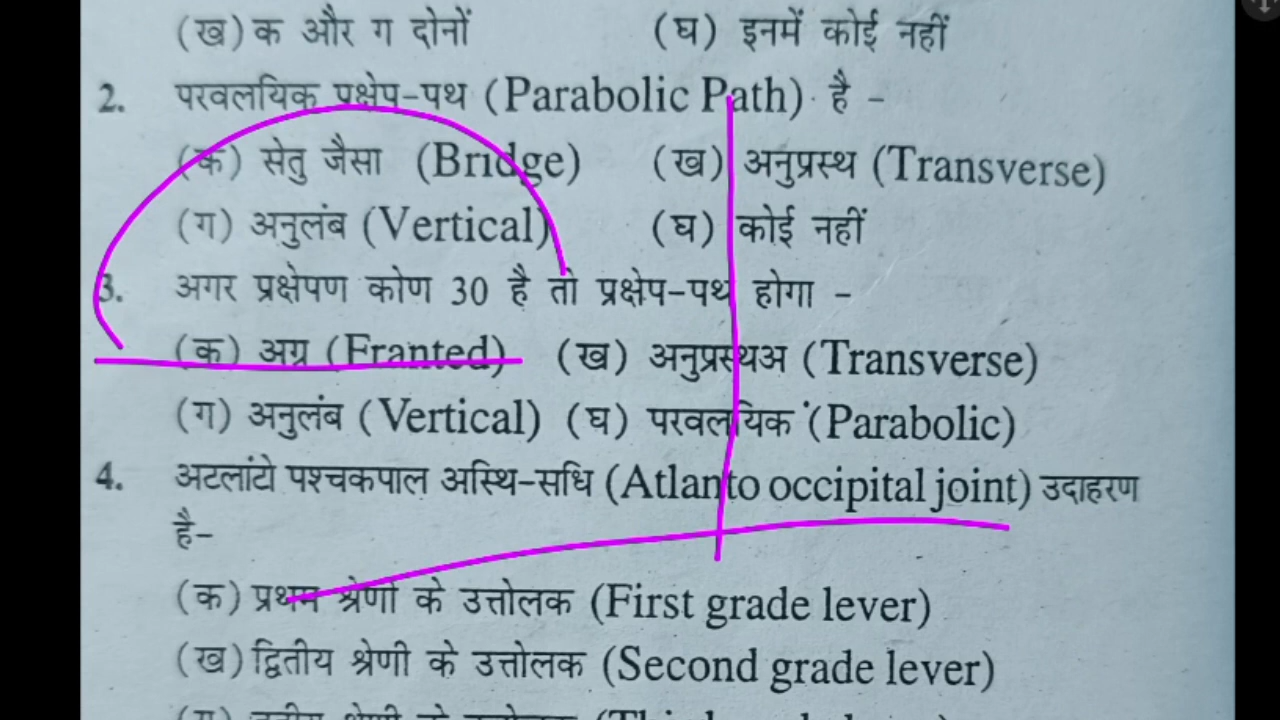 (ख) क और ग दोनों (घ) इनमें कोई नहीं
2. परवलयिक प्रक्षेप-पथ (Parabolic Path) है -
(क) सेतु जैसा (Bridge) (ख) अनुप्रस्थ (Transverse)
(ग) अनुलंब (Vertical) (घ) कोई नहीं
3. अगर प्रक्षेपण कोण 30 है तो प्रक्षेप-पथ होगा -
(क) अग्र (Franted) (ख) अनुप्रस्थअ (Transverse)
(ग) अनुलंब (Vertical) (घ) परवलयिक (Parabolic)
4. अटलांटो पश्चकपाल अस्थि-सधि (Atlanto occipital joint) उदाहरण
है-
(क) प्रथम श्रेणी के उत्तोलक (First grade lever)
(ख) द्वितीय श्रेणी के उत्तोलक (Second grade lever)